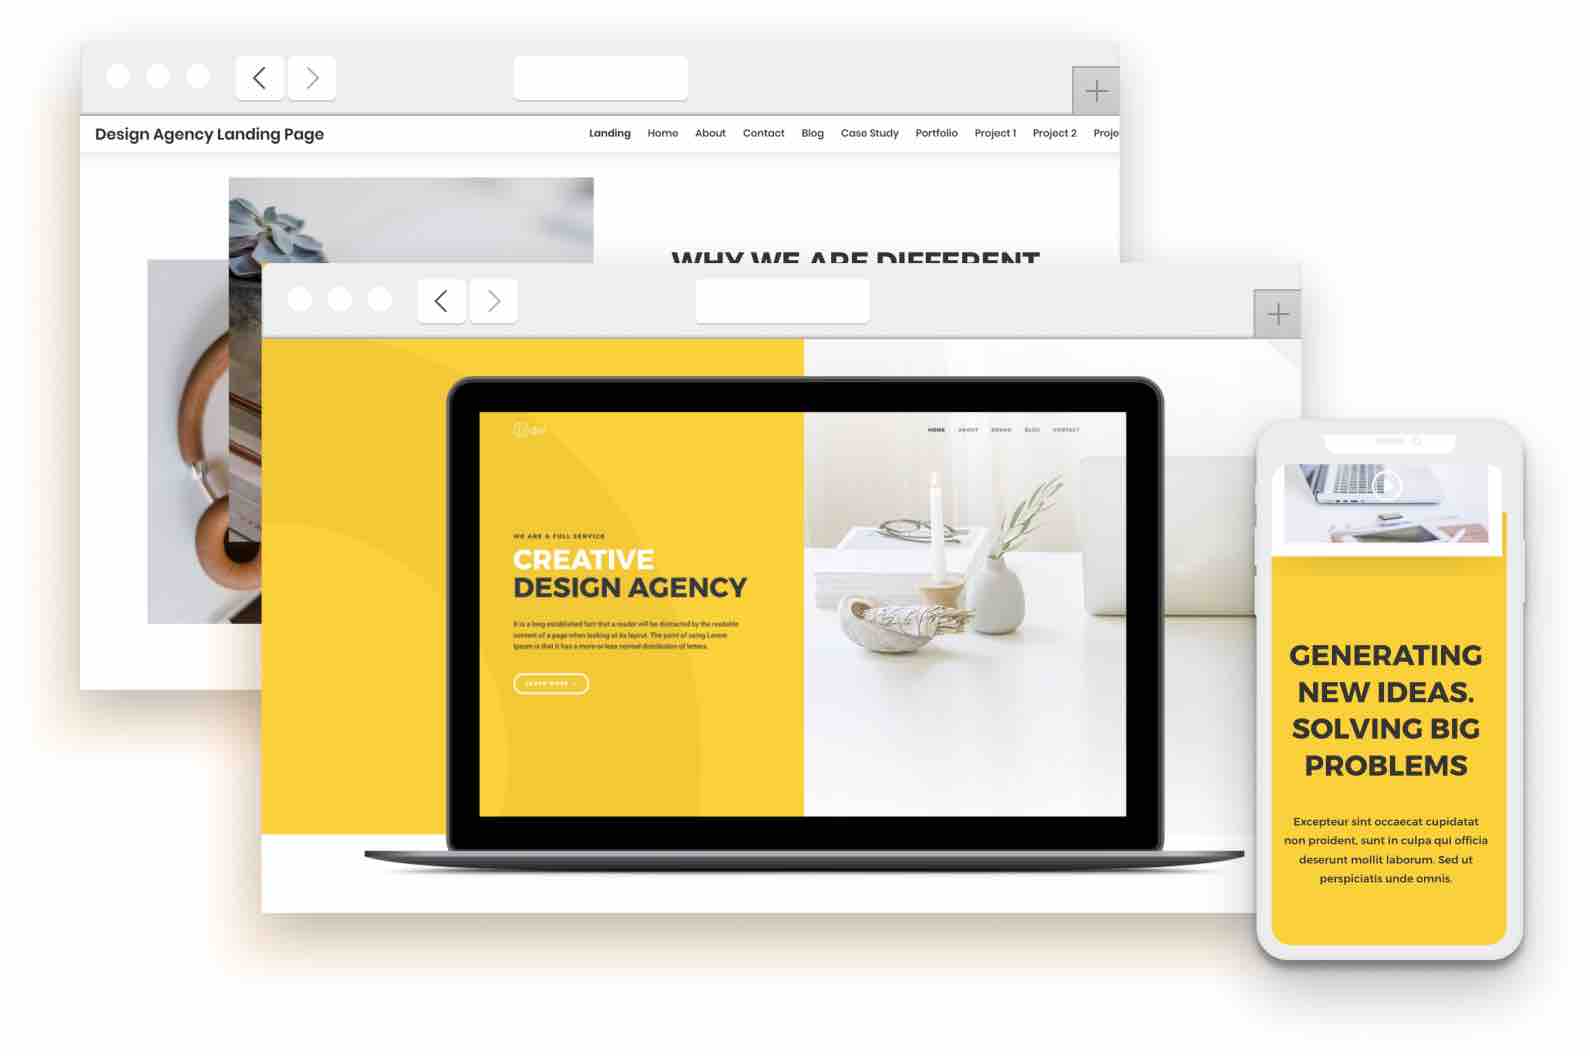 Design Agency Landing Page
Landing Home About Contact Blog Case Study Portfolio Project 1 Project 2 Proje
WHY WE ARE DIFFERENT
HOME ABOUT BRAND BLOG CONTACT
WE ARE A FULL SERVICE
CREATIVE
DESIGN AGENCY
It is a long established fact that a reader will be distracted by the readable
content of a page when looking at its layout. The point of using Lorem
Ipsum is that it has a more-or-less normal distribution of letters.
LEARN MORE
GENERATING
NEW IDEAS.
SOLVING BIG
PROBLEMS
Excepteur sint occaecat cupidatat
non proident, sunt in culpa qui officia
deserunt mollit laborum. Sed ut
perspiciatis unde omnis.